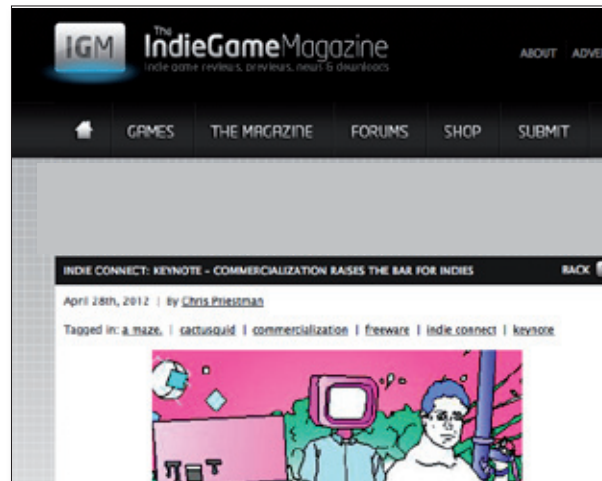 IGM
The
IndieGameMagazine
indie game reviews, previews, news & downloads
ABOUT ADVE
GAMES THE MAGAZINE FORUMS SHOP SUBMIT
INDIE CONNECT: KEYNOTE – COMMERCIALIZATION RAISES THE BAR FOR INDIES BACK
April 28th, 2012 | By Chris Priestman
Tagged in: a maze. | cactusquid | commercialization | freeware | indie connect | keynote